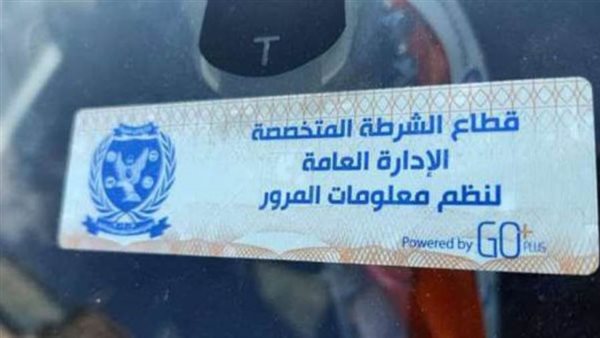 T
قطاع الشرطة المتخصصة
الإدارة العامة
لنظم معلومات المرور
Powered by GO+ PLUS